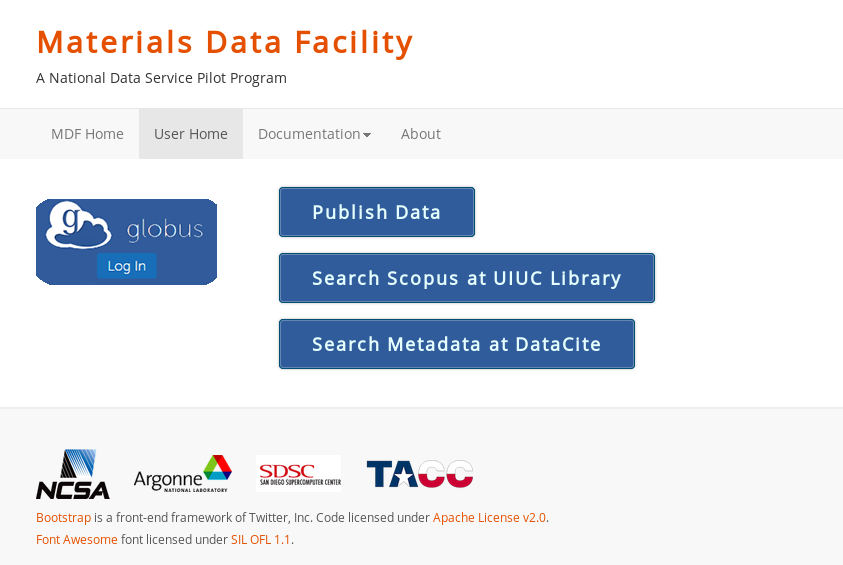 Materials Data Facility
A National Data Service Pilot Program
MDF Home User Home Documentation About
g globus
Log In
Publish Data
Search Scopus at UIUC Library
Search Metadata at DataCite
NCSA
Argonne
NATIONAL LABORATORY
SDSC
SAN DIEGO SUPERCOMPUTER CENTER
TACC
Bootstrap is a front-end framework of Twitter, Inc. Code licensed under Apache License v2.0.
Font Awesome font licensed under SIL OFL 1.1.